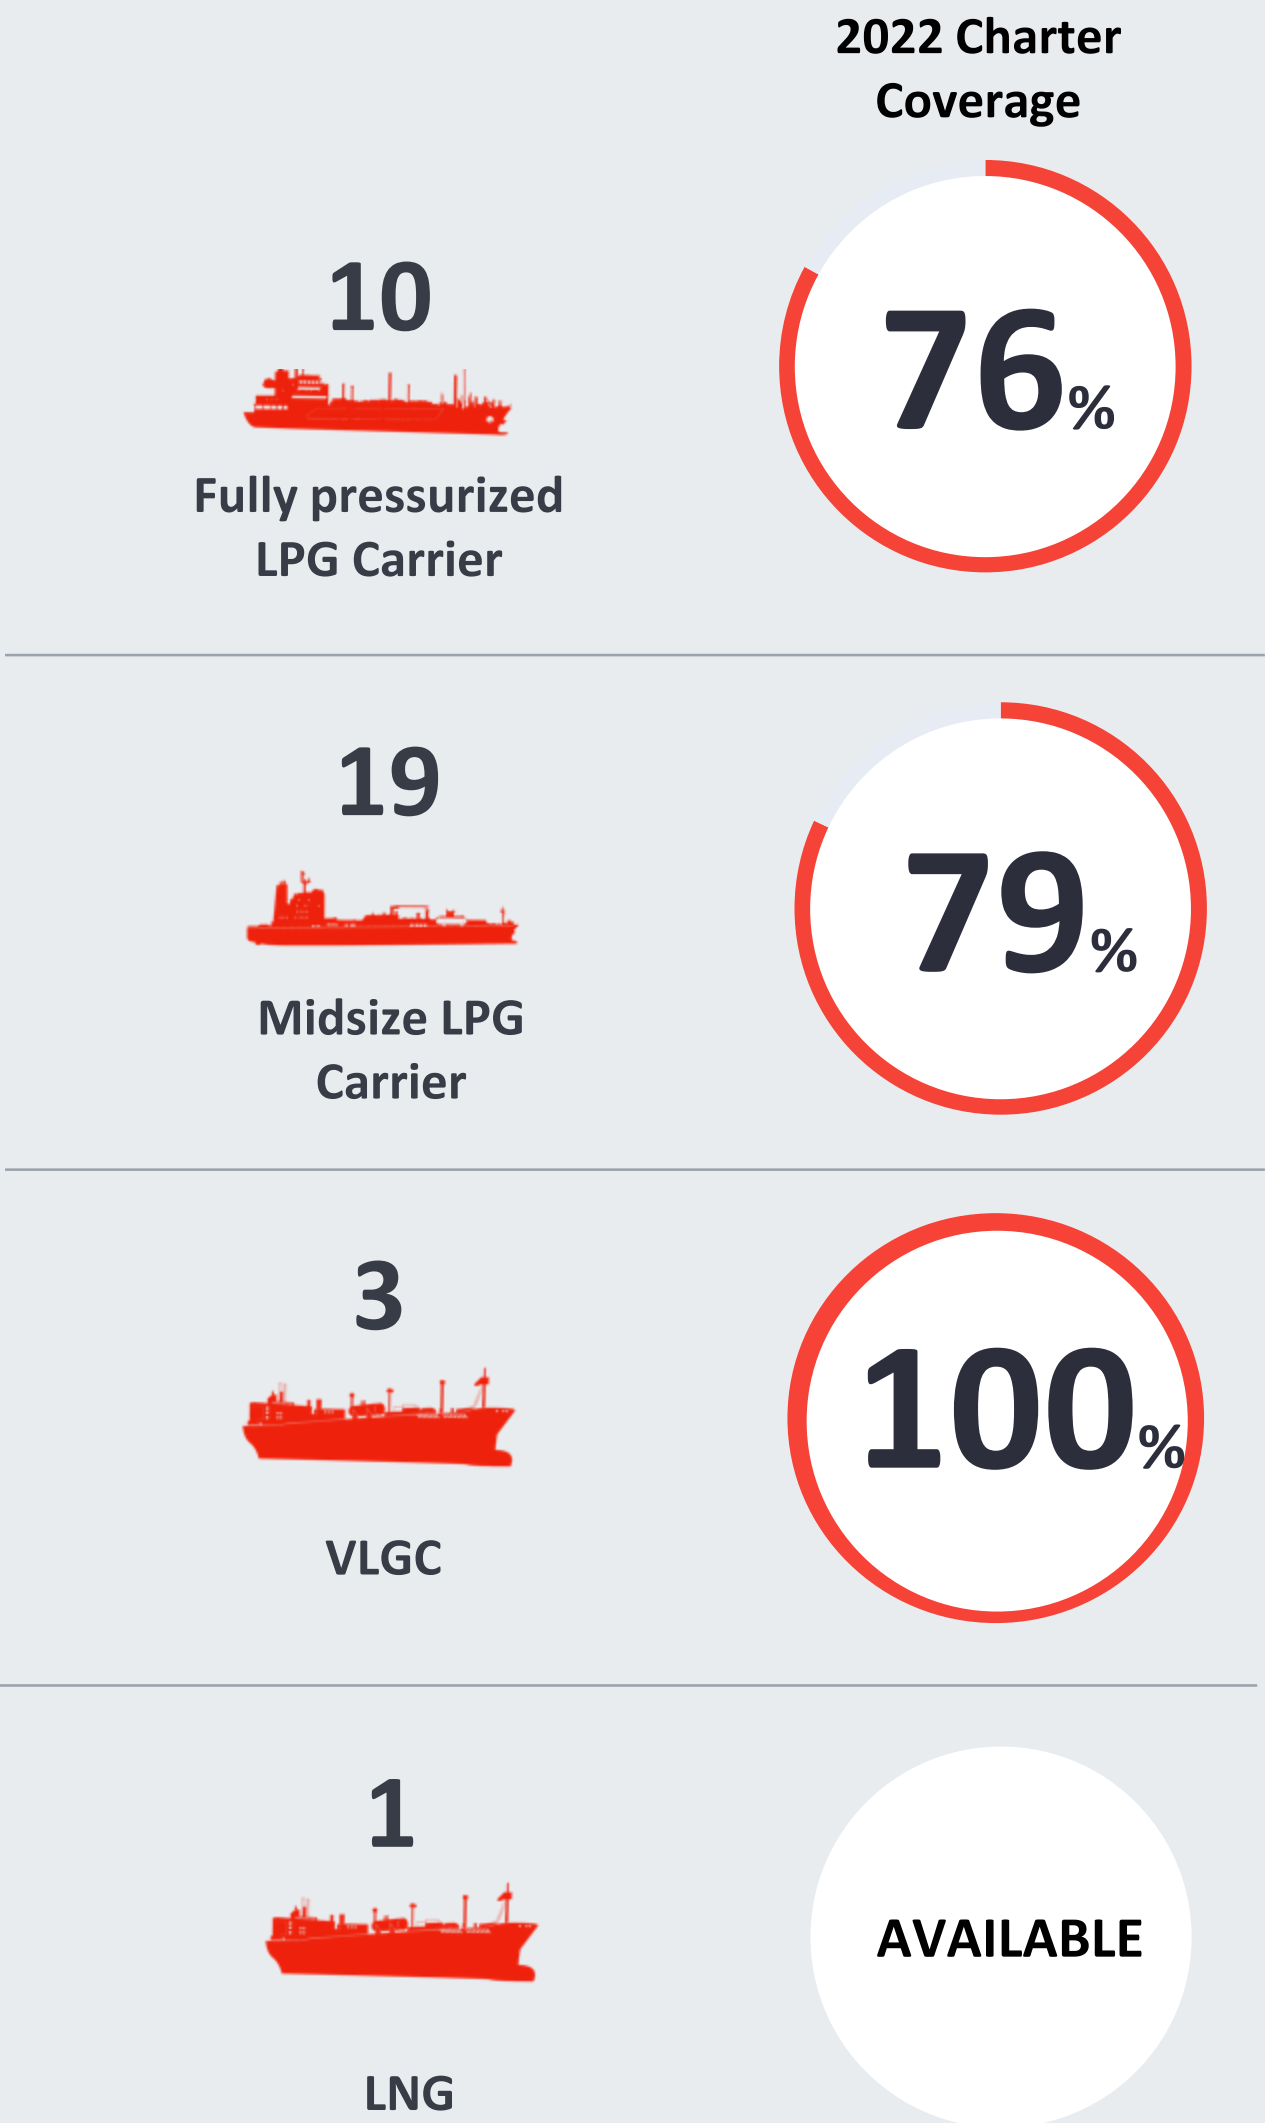 2022 Charter
Coverage
10
76%
Fully pressurized
LPG Carrier
19
79%
Midsize LPG
Carrier
3
100%
VLGC
1
AVAILABLE
LNG